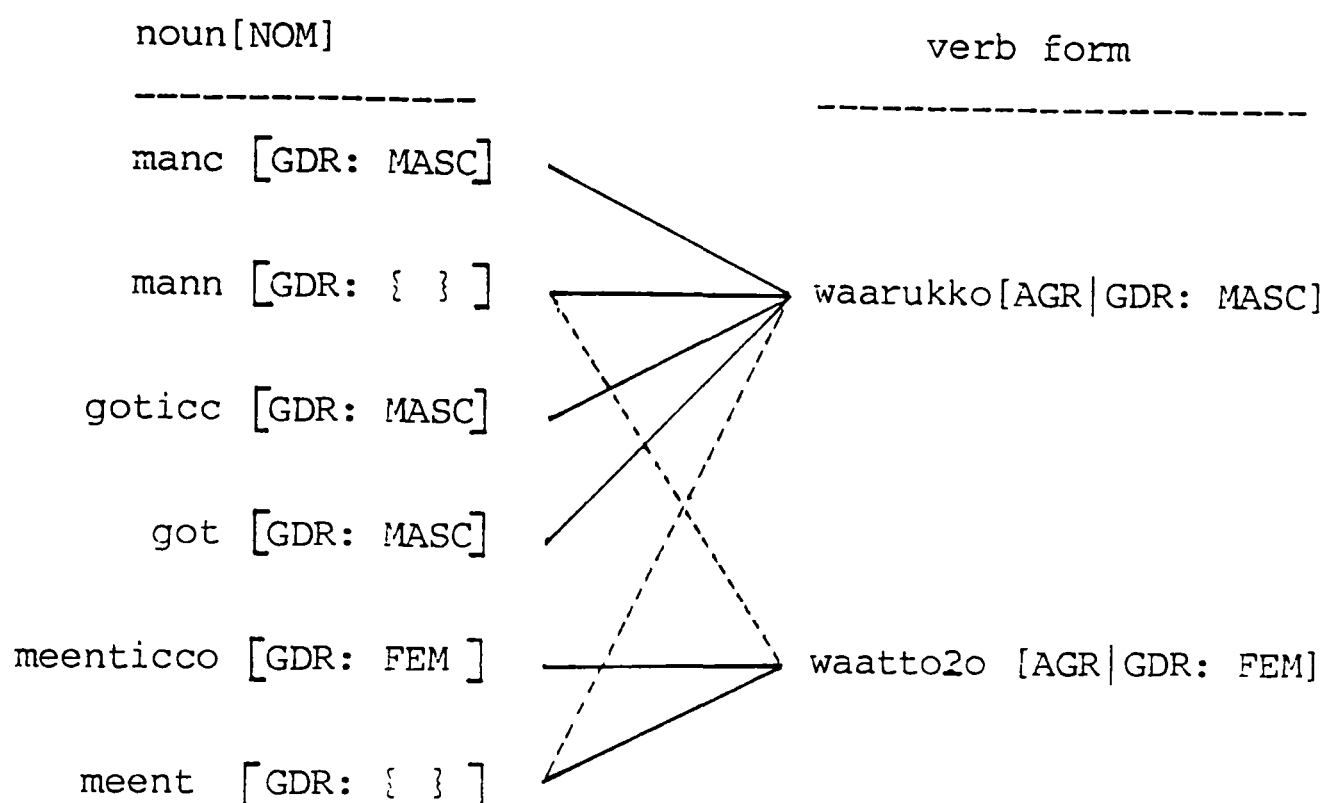 noun[NOM]
verb form
manc [GDR: MASC]
mann [GDR: { } ]
waarukko[AGR|GDR: MASC]
goticc [GDR: MASC]
got [GDR: MASC]
meenticco [GDR: FEM ]
waatto2o [AGR|GDR: FEM]
meent [GDR: { } ]